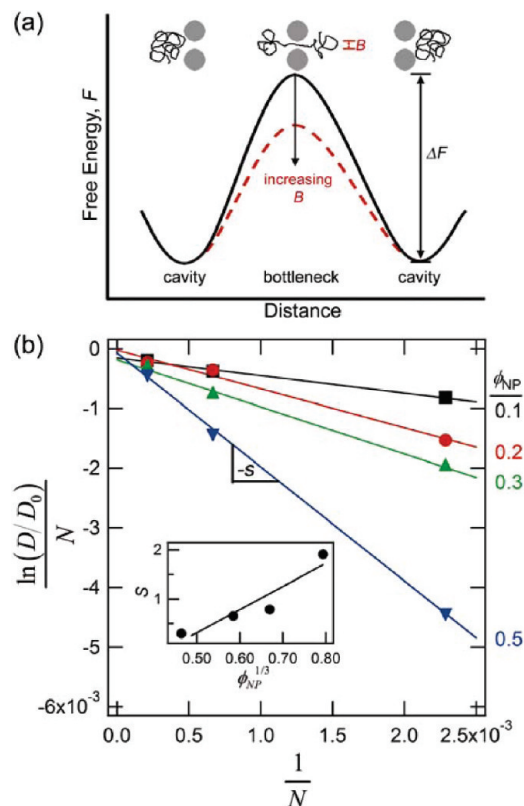 (a)
B
Free Energy, F
ΔF
increasing
B
cavity
bottleneck
cavity
Distance
(b)
0
-1
-2
-3
-4
-5
-6x10⁻³
ln(D/D₀)
N
ϕNP
0.1
0.2
0.3
0.5
-s
2
1
S
0.50 0.60 0.70 0.80
ϕNP^1/3
0.0 0.5 1.0 1.5 2.0 2.5x10⁻³
1
N